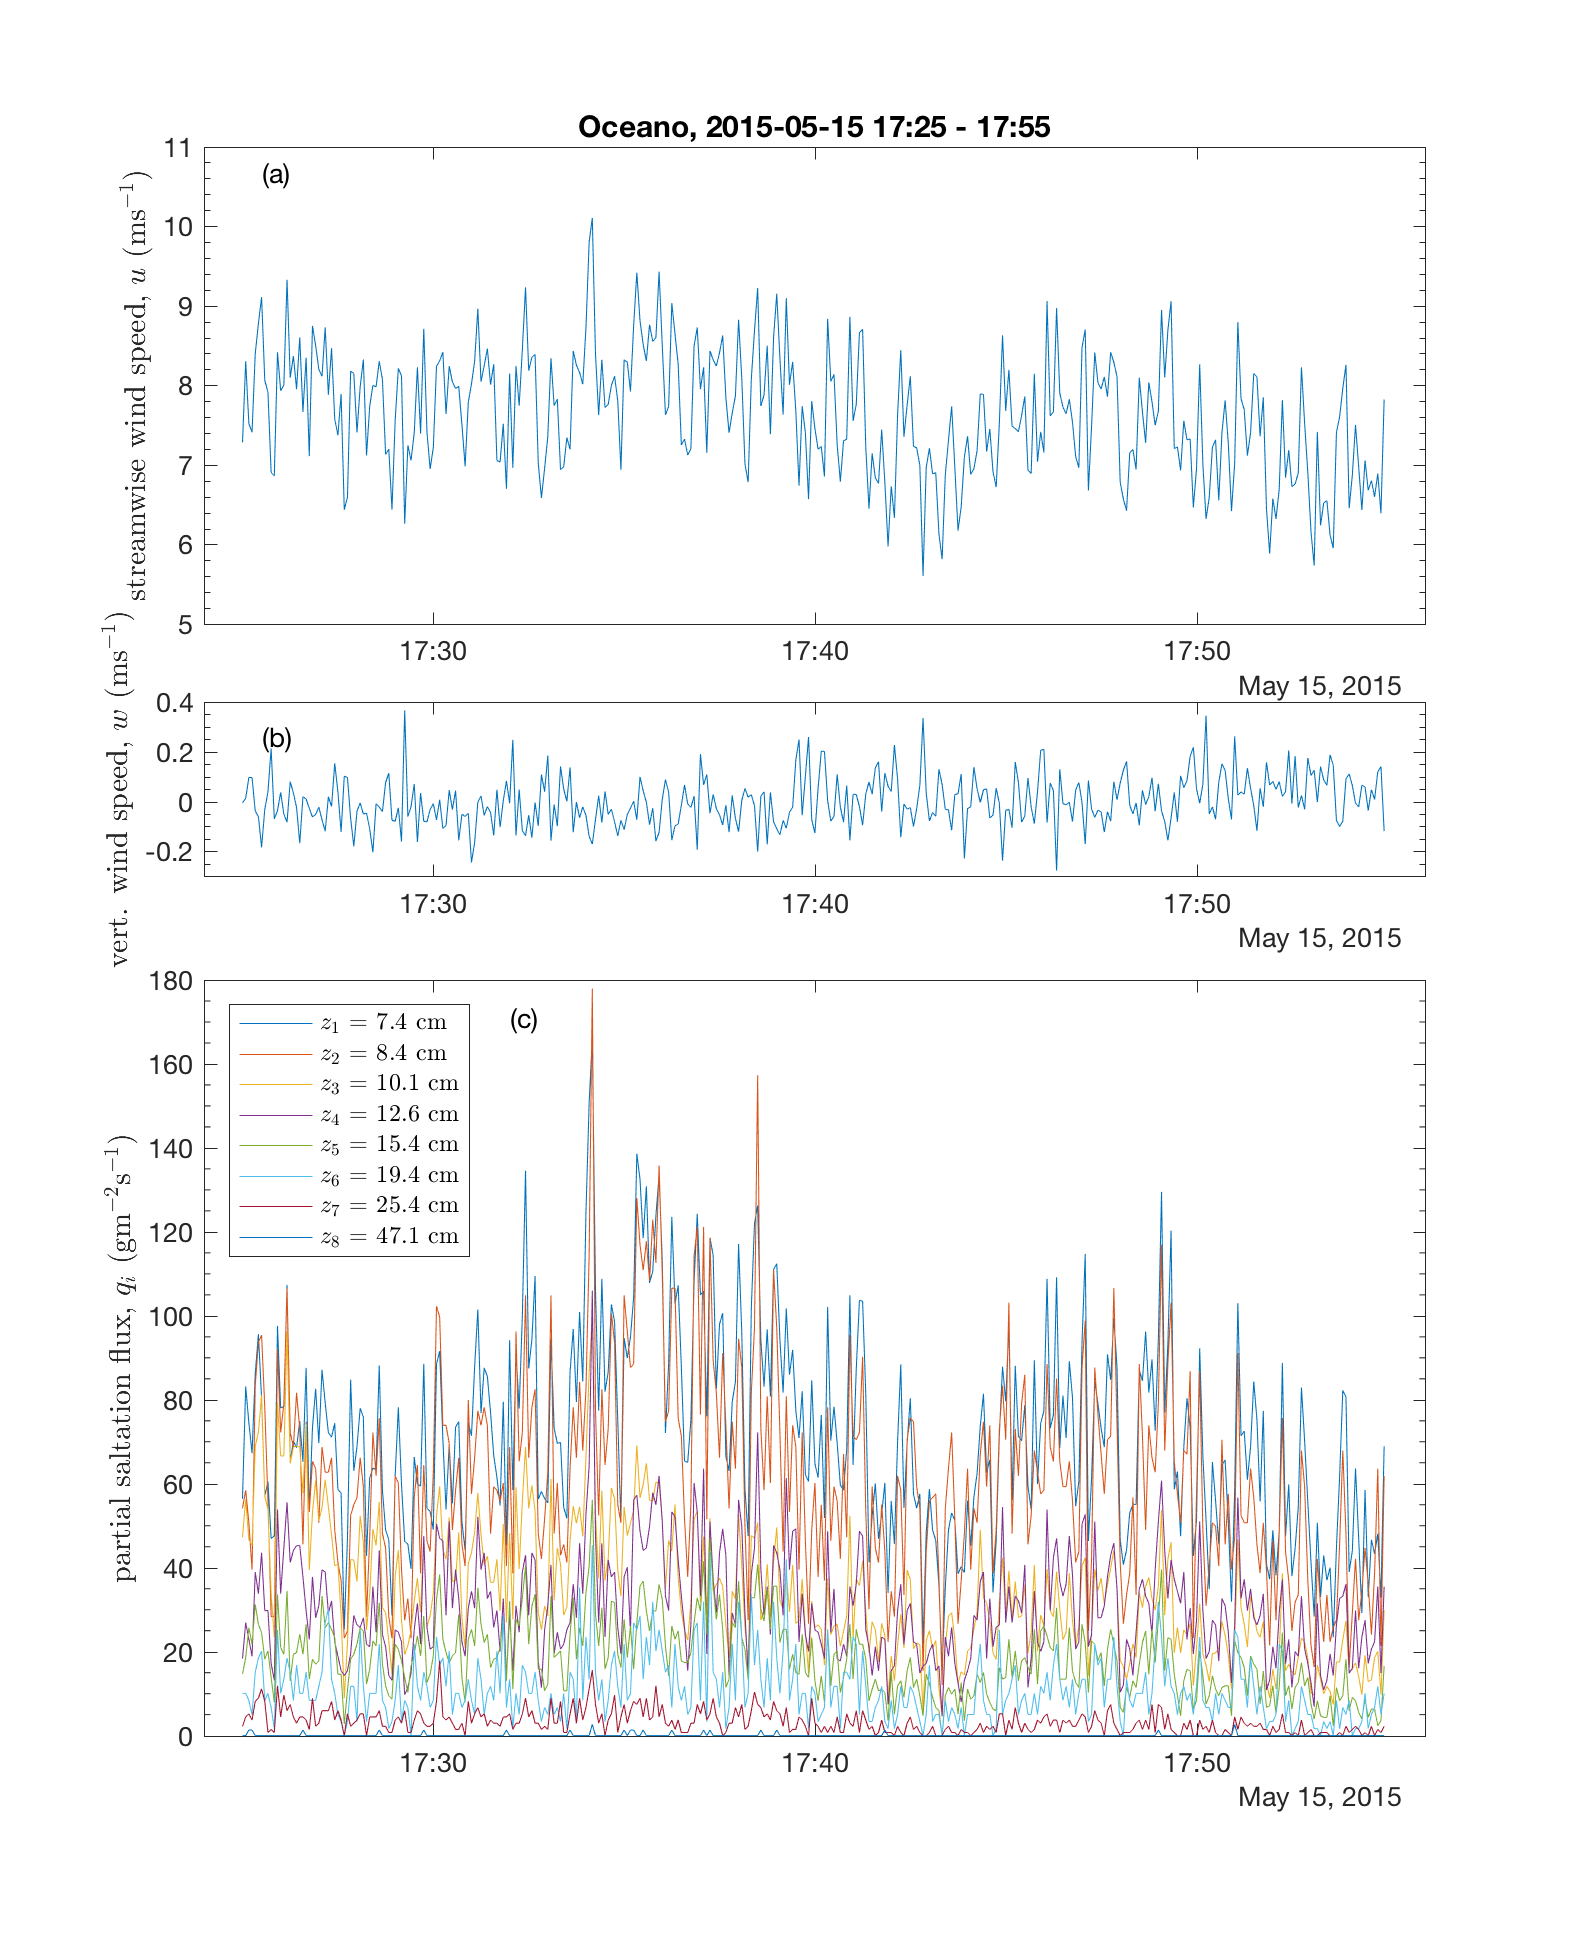 Oceano, 2015-05-15 17:25 - 17:55
(a)
streamwise wind speed, u (ms⁻¹)
11
10
9
8
7
6
5
17:30 17:40 17:50
May 15, 2015
(b)
vert. wind speed, w (ms⁻¹)
0.4
0.2
0
-0.2
17:30 17:40 17:50
May 15, 2015
(c)
partial saltation flux, qᵢ (gm⁻²s⁻¹)
180
160
140
120
100
80
60
40
20
0
z₁ = 7.4 cm
z₂ = 8.4 cm
z₃ = 10.1 cm
z₄ = 12.6 cm
z₅ = 15.4 cm
z₆ = 19.4 cm
z₇ = 25.4 cm
z₈ = 47.1 cm
17:30 17:40 17:50
May 15, 2015